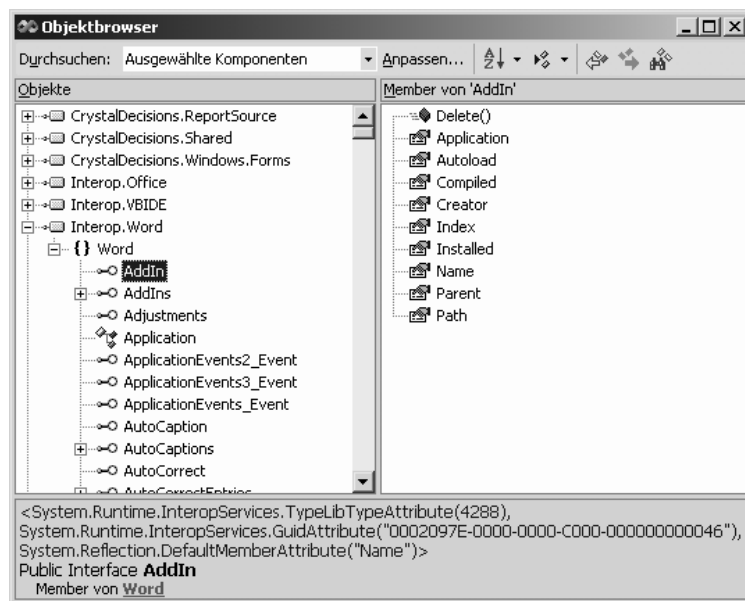 Objektbrowser
Durchsuchen: Ausgewählte Komponenten Anpassen...
Objekte
CrystalDecisions.ReportSource
CrystalDecisions.Shared
CrystalDecisions.Windows.Forms
Interop.Office
Interop.VBIDE
Interop.Word
{} Word
AddIn
AddIns
Adjustments
Application
ApplicationEvents2_Event
ApplicationEvents3_Event
ApplicationEvents_Event
AutoCaption
AutoCaptions
AutoCorrect
AutoCorrectEntries
Member von 'AddIn'
Delete()
Application
Autoload
Compiled
Creator
Index
Installed
Name
Parent
Path
<System.Runtime.InteropServices.TypeLibTypeAttribute(4288),
System.Runtime.InteropServices.GuidAttribute("0002097E-0000-0000-C000-000000000046"),
System.Reflection.DefaultMemberAttribute("Name")>
Public Interface AddIn
Member von Word